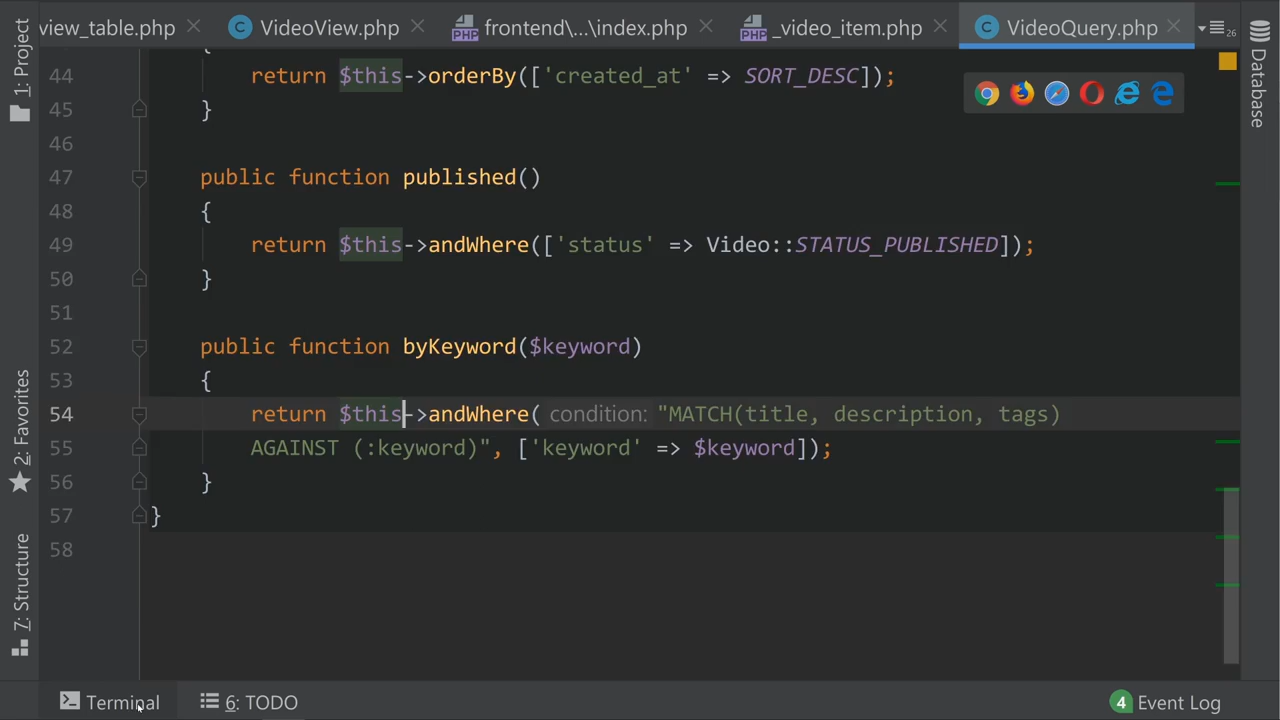 view_table.php
VideoView.php
frontend\...\index.php
_video_item.php
VideoQuery.php
26
1: Project
2: Favorites
7: Structure
Database
{
44 return $this->orderBy(['created_at' => SORT_DESC]);
45 }
46
47 public function published()
48 {
49 return $this->andWhere(['status' => Video::STATUS_PUBLISHED]);
50 }
51
52 public function byKeyword($keyword)
53 {
54 return $this->andWhere( condition: "MATCH(title, description, tags)
55 AGAINST (:keyword)", ['keyword' => $keyword]);
56 }
57 }
58
Terminal
6: TODO
4 Event Log